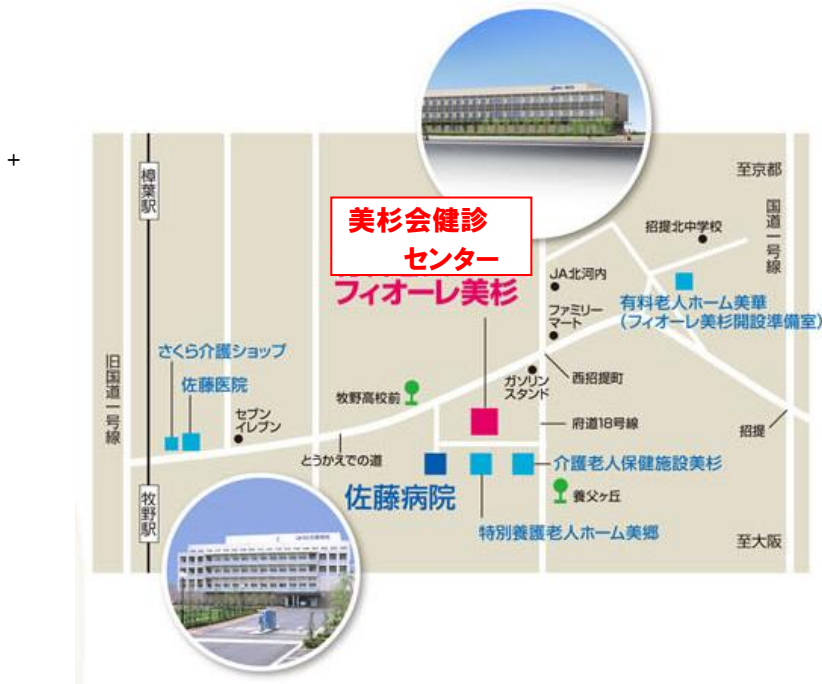 +
樟葉駅
至京都
国道一号線
招提北中学校
美杉会健診
センター
フィオーレ美杉
JA北河内
ファミリー
マート
有料老人ホーム美華
(フィオーレ美杉開設準備室)
旧国道一号線
さくら介護ショップ
佐藤医院
セブン
イレブン
牧野高校前
ガソリン
スタンド
西招提町
府道18号線
招提
とうかえでの道
介護老人保健施設美杉
佐藤病院
養父ヶ丘
牧野駅
特別養護老人ホーム美郷
至大阪